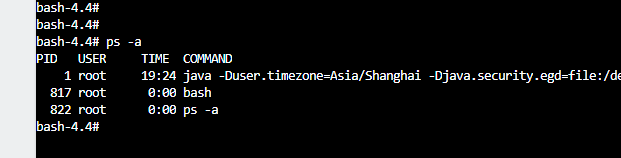 bash-4.4#
bash-4.4#
bash-4.4# ps -a
PID USER TIME COMMAND
1 root 19:24 java -Duser.timezone=Asia/Shanghai -Djava.security.egd=file:/de
817 root 0:00 bash
822 root 0:00 ps -a
bash-4.4#